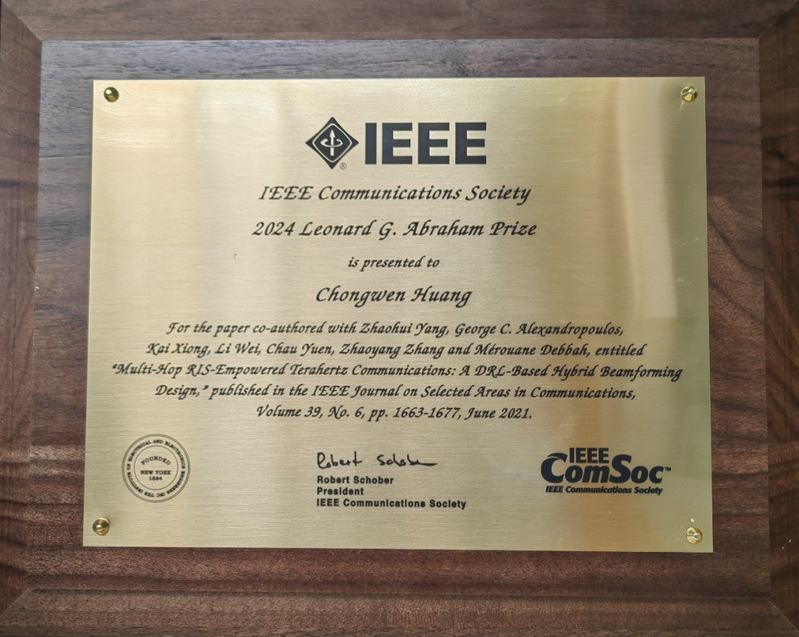 IEEE
®
IEEE Communications Society
2024 Leonard G. Abraham Prize
is presented to
Chongwen Huang
For the paper co-authored with Zhaohui Yang, George C. Alexandropoulos,
Kai Xiong, Li Wei, Chau Yuen, Zhaoyang Zhang and Mérouane Debbah, entitled
"Multi-Hop RIS-Empowered Terahertz Communications: A DRL-Based Hybrid Beamforming
Design," published in the IEEE Journal on Selected Areas in Communications,
Volume 39, No. 6, pp. 1663-1677, June 2021.
FOUNDED
NEW YORK
1884
Robert Schober
Robert Schober
President
IEEE Communications Society
IEEE
ComSoc™
IEEE Communications Society